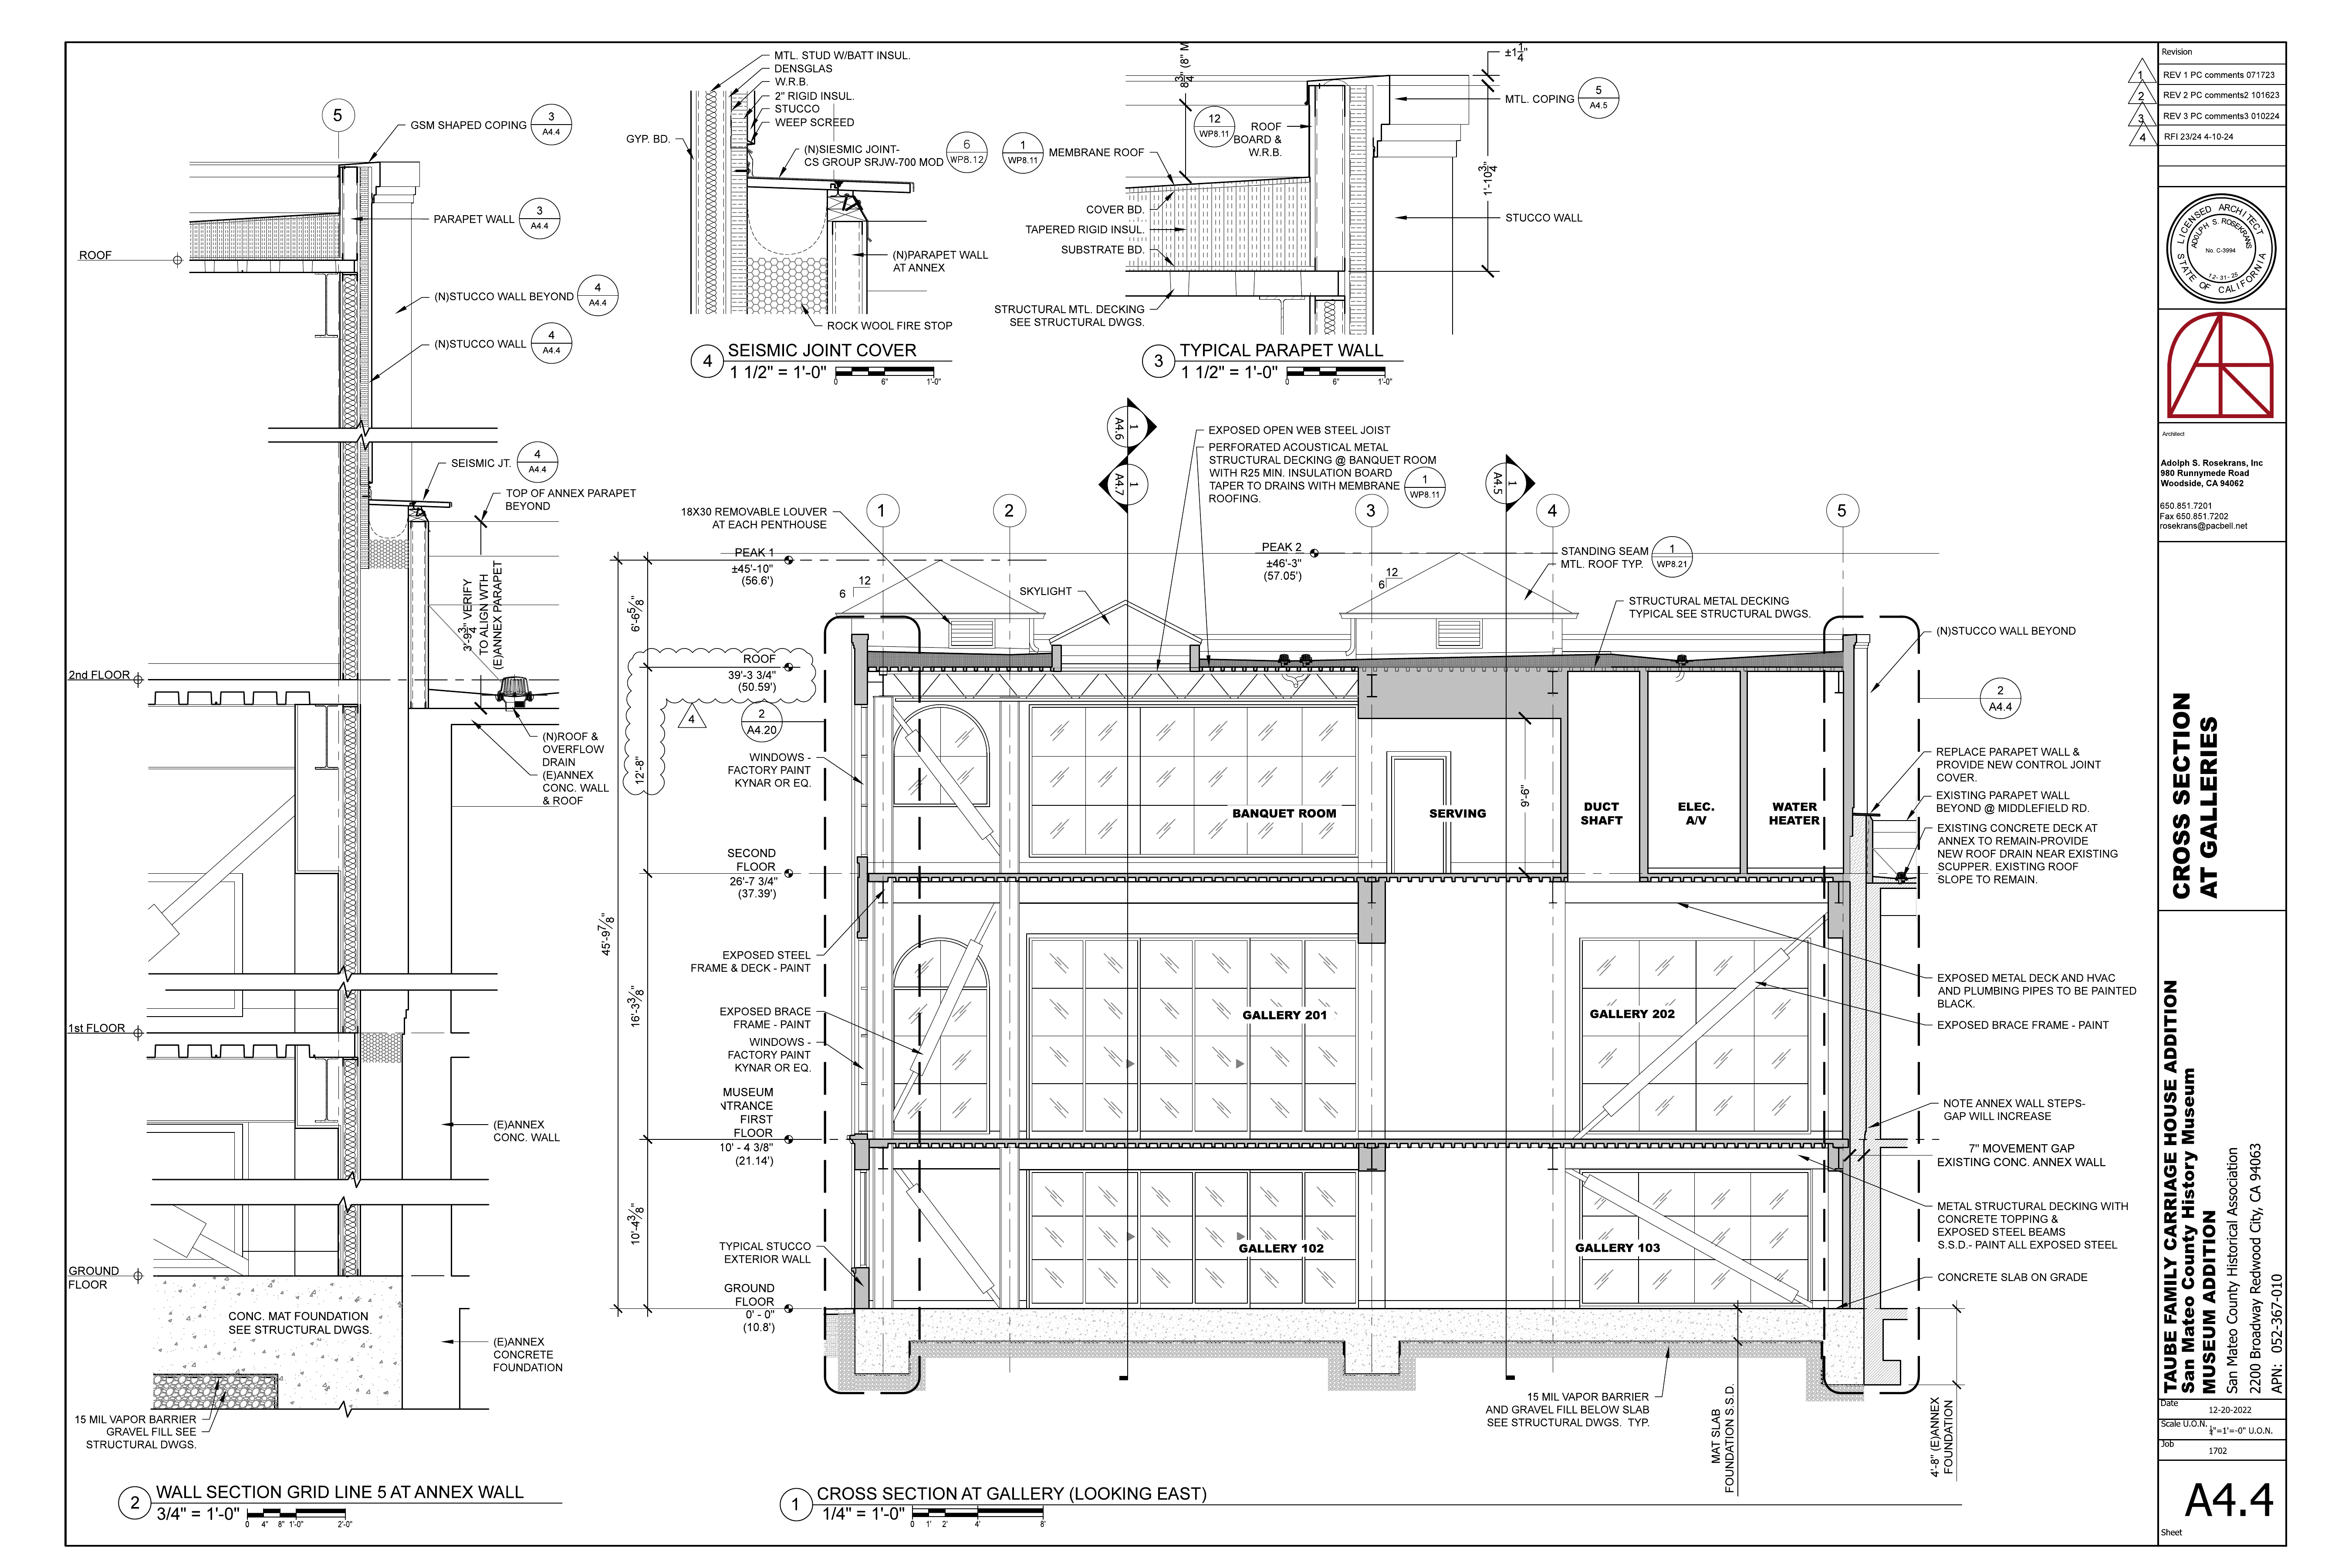 5
GSM SHAPED COPING
3
A4.4
PARAPET WALL
3
A4.4
ROOF
(N)STUCCO WALL BEYOND
4
A4.4
(N)STUCCO WALL
4
A4.4
SEISMIC JT.
4
A4.4
TOP OF ANNEX PARAPET
BEYOND
3'-9 3/4" VERIFY
TO ALIGN WTH
(E)ANNEX PARAPET
2nd FLOOR
(N)ROOF &
OVERFLOW
DRAIN
(E)ANNEX
CONC. WALL
& ROOF
1st FLOOR
(E)ANNEX
CONC. WALL
GROUND
FLOOR
CONC. MAT FOUNDATION
SEE STRUCTURAL DWGS.
(E)ANNEX
CONCRETE
FOUNDATION
15 MIL VAPOR BARRIER
GRAVEL FILL SEE
STRUCTURAL DWGS.
2
WALL SECTION GRID LINE 5 AT ANNEX WALL
3/4" = 1'-0"
0 4" 8" 1'-0" 2'-0"
MTL. STUD W/BATT INSUL.
DENSGLAS
W.R.B.
2" RIGID INSUL.
STUCCO
WEEP SCREED
GYP. BD.
(N)SIESMIC JOINT-
CS GROUP SRJW-700 MOD
6
WP8.12
(N)PARAPET WALL
AT ANNEX
ROCK WOOL FIRE STOP
4
SEISMIC JOINT COVER
1 1/2" = 1'-0"
0 6" 1'-0"
8 3/4" (8" M
±1 1/4"
MTL. COPING
5
A4.5
12
WP8.11
ROOF
BOARD &
W.R.B.
1
WP8.11
MEMBRANE ROOF
1'-10 3/4"
COVER BD.
STUCCO WALL
TAPERED RIGID INSUL.
SUBSTRATE BD.
STRUCTURAL MTL. DECKING
SEE STRUCTURAL DWGS.
3
TYPICAL PARAPET WALL
1 1/2" = 1'-0"
0 6" 1'-0"
1
A4.6
1
A4.7
EXPOSED OPEN WEB STEEL JOIST
PERFORATED ACOUSTICAL METAL
STRUCTURAL DECKING @ BANQUET ROOM
WITH R25 MIN. INSULATION BOARD
TAPER TO DRAINS WITH MEMBRANE
ROOFING.
1
WP8.11
1
A4.5
18X30 REMOVABLE LOUVER
AT EACH PENTHOUSE
1
2
3
4
5
PEAK 1
±45'-10"
(56.6')
12
6
SKYLIGHT
PEAK 2
±46'-3"
(57.05')
12
6
STANDING SEAM
MTL. ROOF TYP.
1
WP8.21
STRUCTURAL METAL DECKING
TYPICAL SEE STRUCTURAL DWGS.
(N)STUCCO WALL BEYOND
6'-6 5/8"
ROOF
39'-3 3/4"
(50.59')
4
2
A4.20
2
A4.4
12'-8"
WINDOWS -
FACTORY PAINT
KYNAR OR EQ.
BANQUET ROOM
SERVING
9'-6"
DUCT
SHAFT
ELEC.
A/V
WATER
HEATER
REPLACE PARAPET WALL &
PROVIDE NEW CONTROL JOINT
COVER.
EXISTING PARAPET WALL
BEYOND @ MIDDLEFIELD RD.
EXISTING CONCRETE DECK AT
ANNEX TO REMAIN-PROVIDE
NEW ROOF DRAIN NEAR EXISTING
SCUPPER. EXISTING ROOF
SLOPE TO REMAIN.
SECOND
FLOOR
26'-7 3/4"
(37.39')
45'-9 7/8"
EXPOSED STEEL
FRAME & DECK - PAINT
16'-3 3/8"
EXPOSED BRACE
FRAME - PAINT
WINDOWS -
FACTORY PAINT
KYNAR OR EQ.
GALLERY 201
GALLERY 202
EXPOSED METAL DECK AND HVAC
AND PLUMBING PIPES TO BE PAINTED
BLACK.
EXPOSED BRACE FRAME - PAINT
MUSEUM
NTRANCE
FIRST
FLOOR
10' - 4 3/8"
(21.14')
NOTE ANNEX WALL STEPS-
GAP WILL INCREASE
7" MOVEMENT GAP
EXISTING CONC. ANNEX WALL
10'-4 3/8"
TYPICAL STUCCO
EXTERIOR WALL
GALLERY 102
GALLERY 103
METAL STRUCTURAL DECKING WITH
CONCRETE TOPPING &
EXPOSED STEEL BEAMS
S.S.D.- PAINT ALL EXPOSED STEEL
CONCRETE SLAB ON GRADE
GROUND
FLOOR
0' - 0"
(10.8')
15 MIL VAPOR BARRIER
AND GRAVEL FILL BELOW SLAB
SEE STRUCTURAL DWGS. TYP.
MAT SLAB
FOUNDATION S.S.D.
4'-8" (E)ANNEX
FOUNDATION
1
CROSS SECTION AT GALLERY (LOOKING EAST)
1/4" = 1'-0"
0 1' 2' 4' 8'
Revision
1 REV 1 PC comments 071723
2 REV 2 PC comments2 101623
3 REV 3 PC comments3 010224
4 RFI 23/24 4-10-24
LICENSED ARCHITECT
ADOLPH S. ROSEKRANS
No. C-3994
12-31-25
STATE OF CALIFORNIA
Architect
Adolph S. Rosekrans, Inc
980 Runnymede Road
Woodside, CA 94062
650.851.7201
Fax 650.851.7202
rosekrans@pacbell.net
CROSS SECTION
AT GALLERIES
TAUBE FAMILY CARRIAGE HOUSE ADDITION
San Mateo County History Museum
MUSEUM ADDITION
San Mateo County Historical Association
2200 Broadway Redwood City, CA 94063
APN: 052-367-010
Date
12-20-2022
Scale U.O.N.
1/4"=1'=-0" U.O.N.
Job
1702
A4.4
Sheet